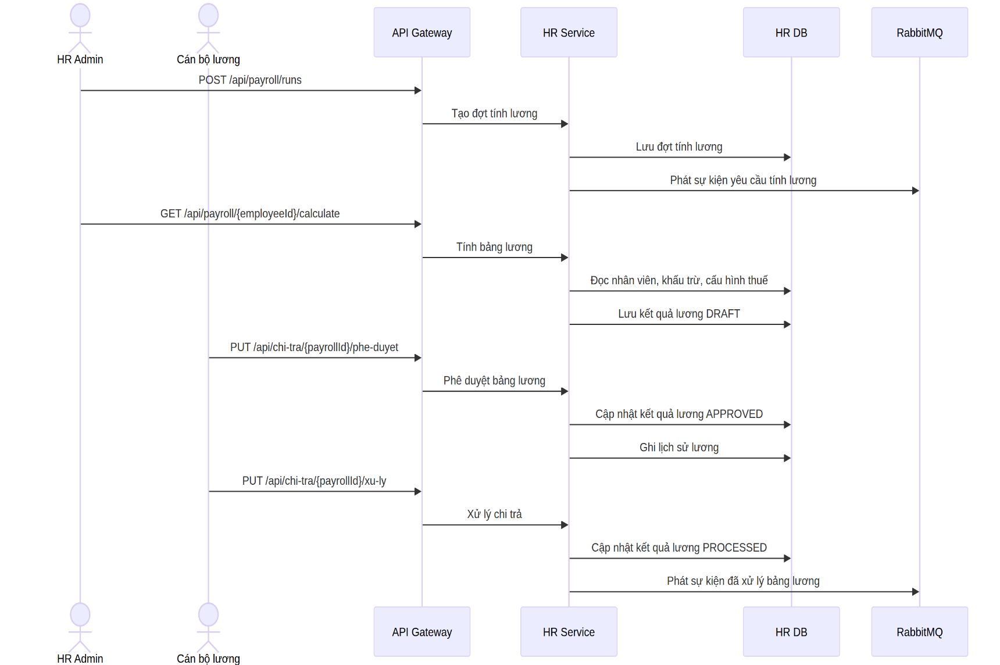 HR Admin
Cán bộ lương
API Gateway
HR Service
HR DB
RabbitMQ
POST /api/payroll/runs
Tạo đợt tính lương
Lưu đợt tính lương
Phát sự kiện yêu cầu tính lương
GET /api/payroll/{employeeId}/calculate
Tính bảng lương
Đọc nhân viên, khấu trừ, cấu hình thuế
Lưu kết quả lương DRAFT
PUT /api/chi-tra/{payrollId}/phe-duyet
Phê duyệt bảng lương
Cập nhật kết quả lương APPROVED
Ghi lịch sử lương
PUT /api/chi-tra/{payrollId}/xu-ly
Xử lý chi trả
Cập nhật kết quả lương PROCESSED
Phát sự kiện đã xử lý bảng lương
HR Admin
Cán bộ lương
API Gateway
HR Service
HR DB
RabbitMQ